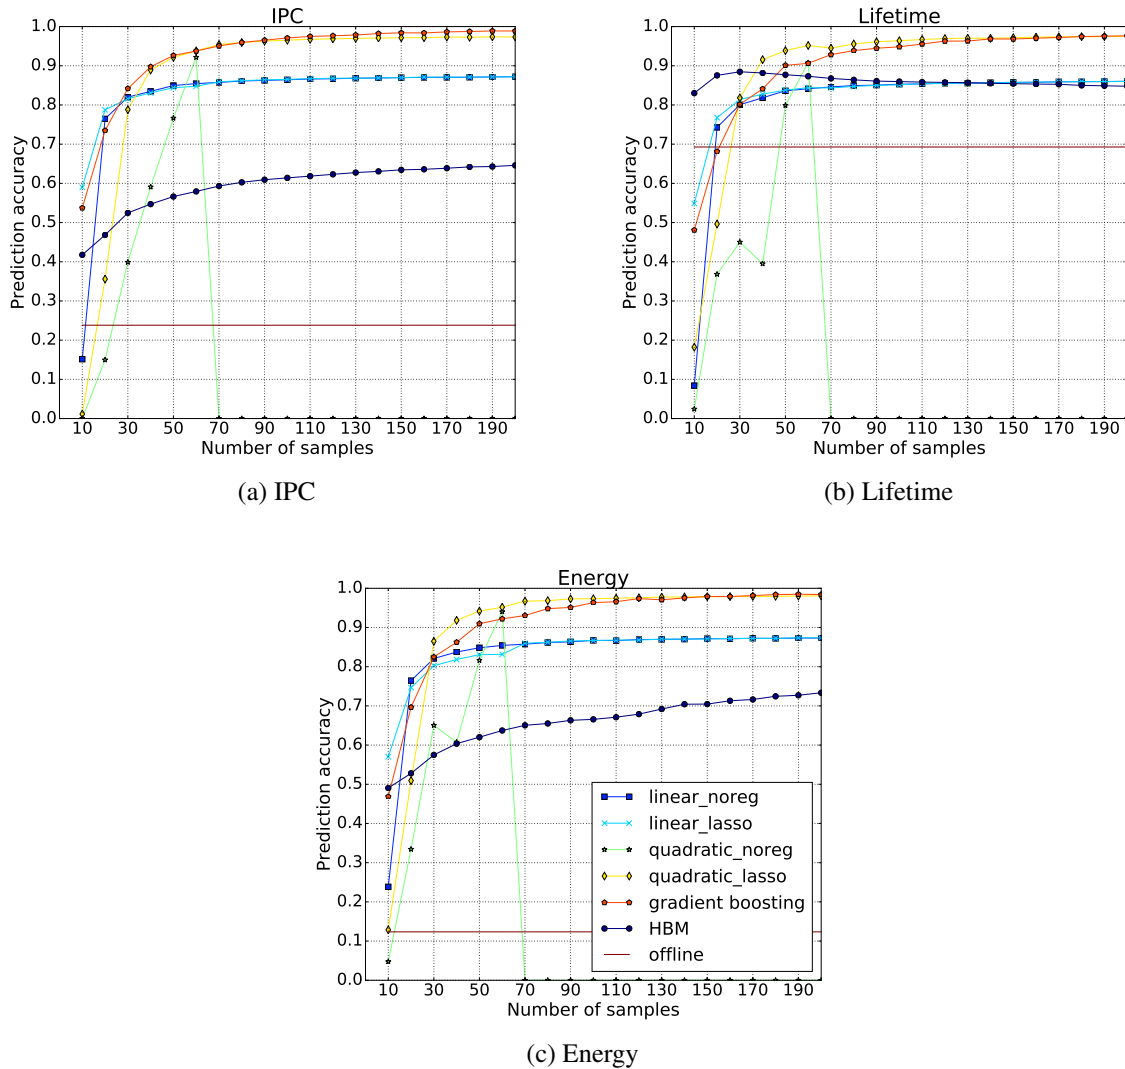 IPC
1.0
0.9
0.8
0.7
0.6
0.5
0.4
0.3
0.2
0.1
0.0
Prediction accuracy
10 30 50 70 90 110 130 150 170 190
Number of samples
(a) IPC
Lifetime
1.0
0.9
0.8
0.7
0.6
0.5
0.4
0.3
0.2
0.1
0.0
Prediction accuracy
10 30 50 70 90 110 130 150 170 190
Number of samples
(b) Lifetime
Energy
1.0
0.9
0.8
0.7
0.6
0.5
0.4
0.3
0.2
0.1
0.0
Prediction accuracy
linear_noreg
linear_lasso
quadratic_noreg
quadratic_lasso
gradient boosting
HBM
offline
10 30 50 70 90 110 130 150 170 190
Number of samples
(c) Energy